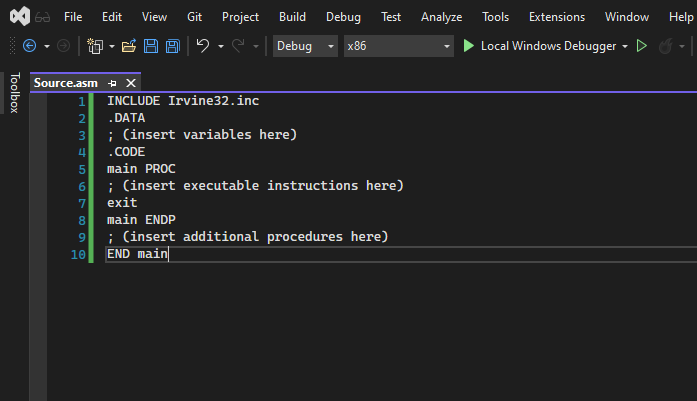 File Edit View Git Project Build Debug Test Analyze Tools Extensions Window Help
Debug x86 Local Windows Debugger
Toolbox
Source.asm
1 INCLUDE Irvine32.inc
2 .DATA
3 ; (insert variables here)
4 .CODE
5 main PROC
6 ; (insert executable instructions here)
7 exit
8 main ENDP
9 ; (insert additional procedures here)
10 END main